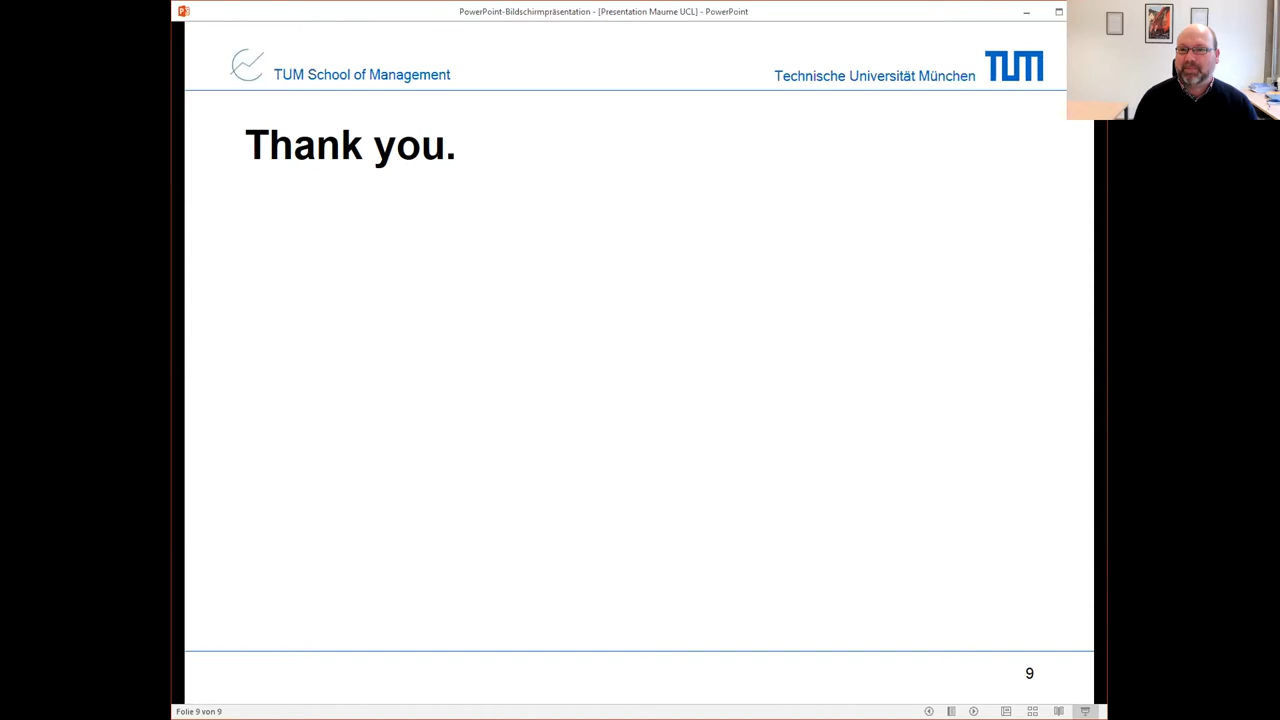 PowerPoint-Bildschirmpräsentation - [Presentation Maume UCL] - PowerPoint
TUM School of Management
Technische Universität München
TUM
Thank you.
9
Folie 9 von 9